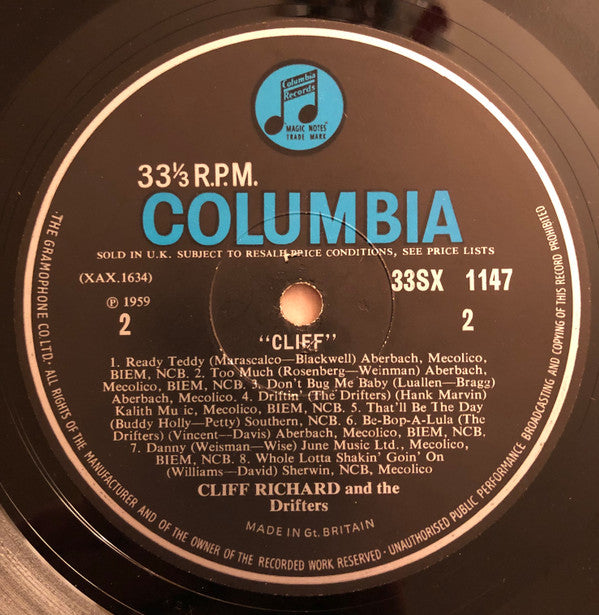 Columbia
Records
MAGIC NOTES
TRADE MARK
33⅓ R.P.M.
COLUMBIA
SOLD IN U.K. SUBJECT TO RESALE PRICE CONDITIONS, SEE PRICE LISTS
(XAX.1634)
33SX 1147
℗ 1959
2
2
"CLIFF"
1. Ready Teddy (Marascalco—Blackwell) Aberbach, Mecolico,
BIEM, NCB. 2. Too Much (Rosenberg—Weinman) Aberbach,
Mecolico, BIEM, NCB. 3. Don't Bug Me Baby (Luallen—Bragg)
Aberbach, Mecolico. 4. Driftin' (The Drifters) (Hank Marvin)
Kalith Mu ic, Mecolico, BIEM, NCB. 5. That'll Be The Day
(Buddy Holly—Petty) Southern, NCB. 6. Be-Bop-A-Lula (The
Drifters) (Vincent—Davis) Aberbach, Mecolico, BIEM, NCB.
7. Danny (Weisman—Wise) June Music Ltd., Mecolico,
BIEM, NCB. 8. Whole Lotta Shakin' Goin' On
(Williams—David) Sherwin, NCB, Mecolico
CLIFF RICHARD and the
Drifters
MADE IN Gt. BRITAIN
THE GRAMOPHONE CO. LTD. ALL RIGHTS OF THE MANUFACTURER AND OF THE OWNER OF THE RECORDED WORK RESERVED · UNAUTHORISED PUBLIC PERFORMANCE BROADCASTING AND COPYING OF THIS RECORD PROHIBITED